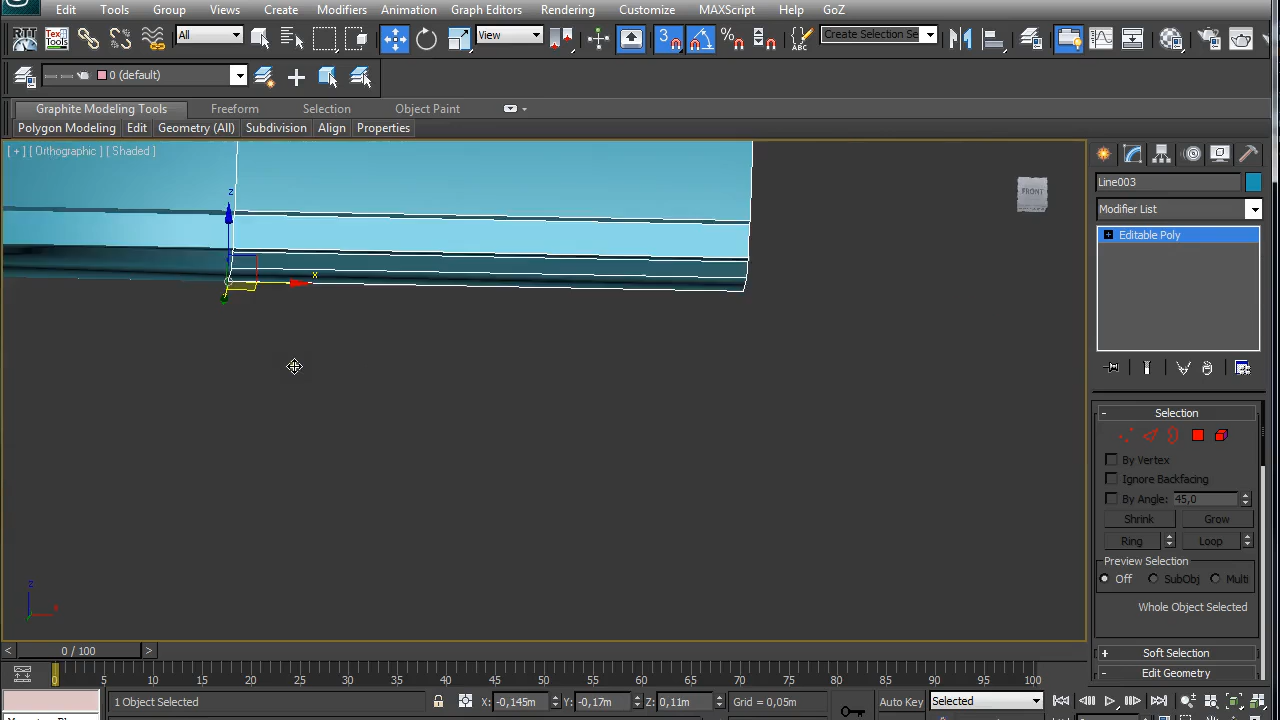 Edit Tools Group Views Create Modifiers Animation Graph Editors Rendering Customize MAXScript Help GoZ
All View 3 Create Selection Se
0 (default)
Graphite Modeling Tools Freeform Selection Object Paint
Polygon Modeling Edit Geometry (All) Subdivision Align Properties
[ + ] [ Orthographic ] [ Shaded ]
FRONT
Line003
Modifier List
Editable Poly
z
x
Selection
By Vertex
Ignore Backfacing
By Angle: 45,0
Shrink Grow
Ring Loop
Preview Selection
Off SubObj Multi
Whole Object Selected
Soft Selection
Edit Geometry
z
x
0 / 100
0 5 10 15 20 25 30 35 40 45 50 55 60 65 70 75 80 85 90 95 100
1 Object Selected X: -0,145m Y: -0,17m Z: 0,11m Grid = 0,05m Auto Key Selected